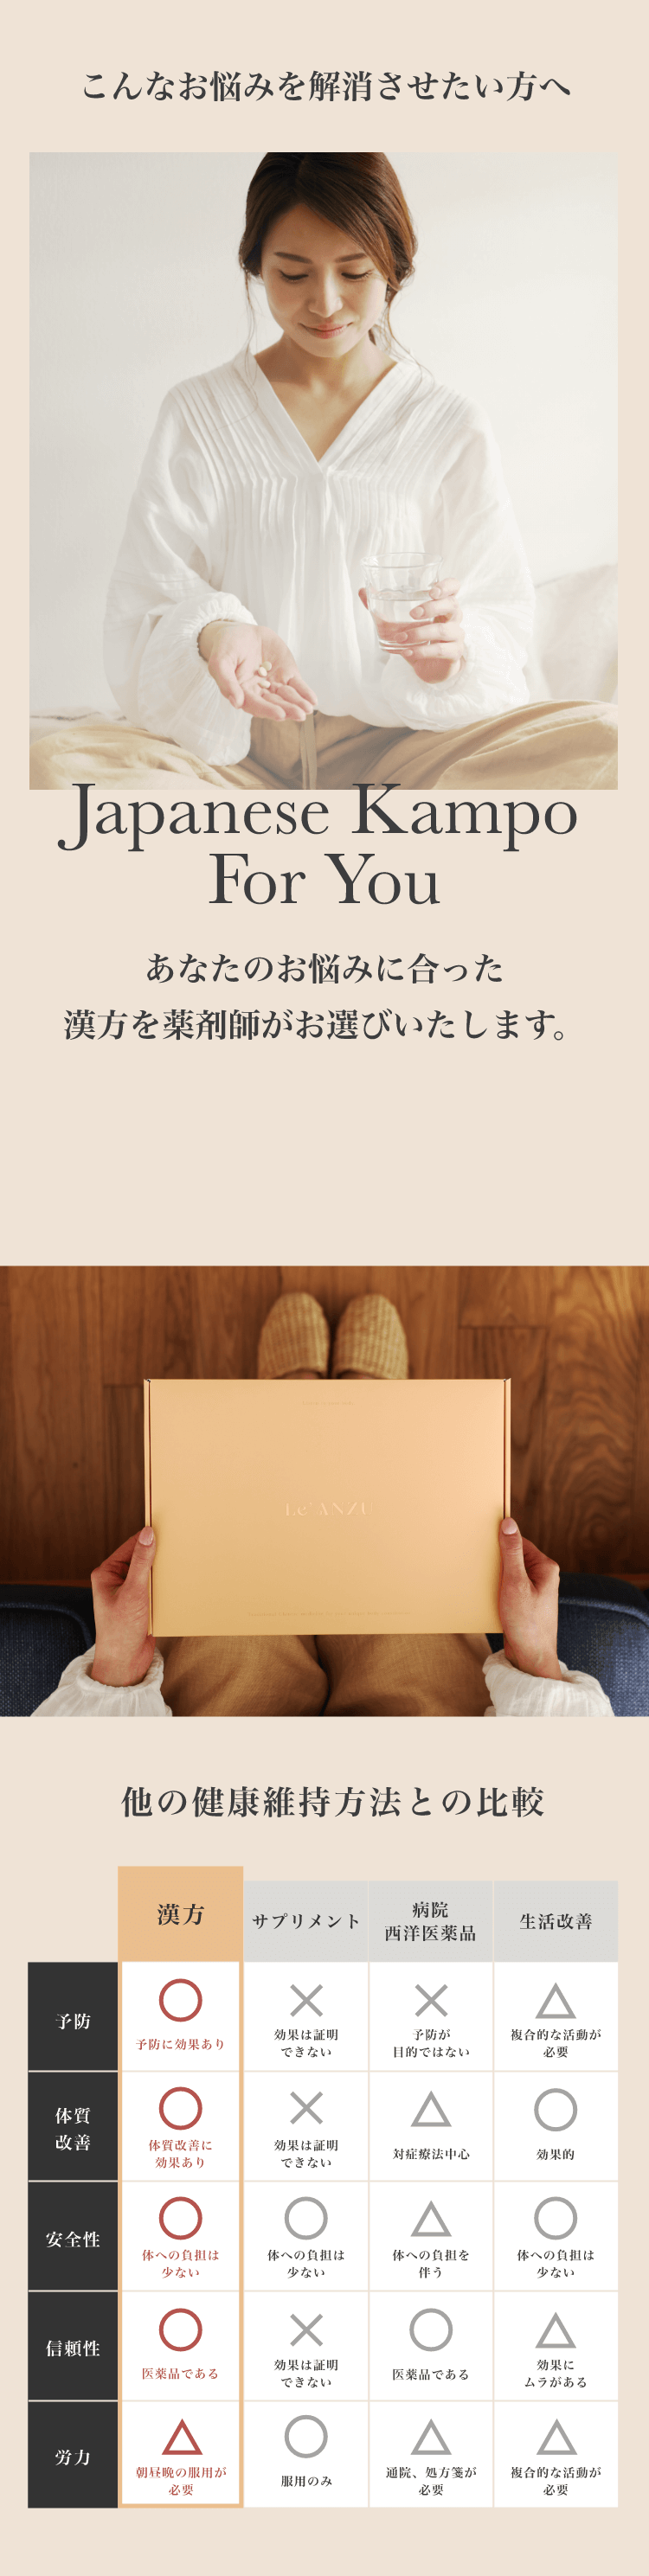 こんなお悩みを解消させたい方へ
Japanese Kampo
For You
あなたのお悩みに合った
漢方を薬剤師がお選びいたします。
Le' ANZU
他の健康維持方法との比較
漢方
サプリメント
病院
西洋医薬品
生活改善
予防
予防に効果あり
効果は証明
できない
予防が
目的ではない
複合的な活動が
必要
体質
改善
体質改善に
効果あり
効果は証明
できない
対症療法中心
効果的
安全性
体への負担は
少ない
体への負担は
少ない
体への負担を
伴う
体への負担は
少ない
信頼性
医薬品である
効果は証明
できない
医薬品である
効果に
ムラがある
労力
朝昼晩の服用が
必要
服用のみ
通院、処方箋が
必要
複合的な活動が
必要